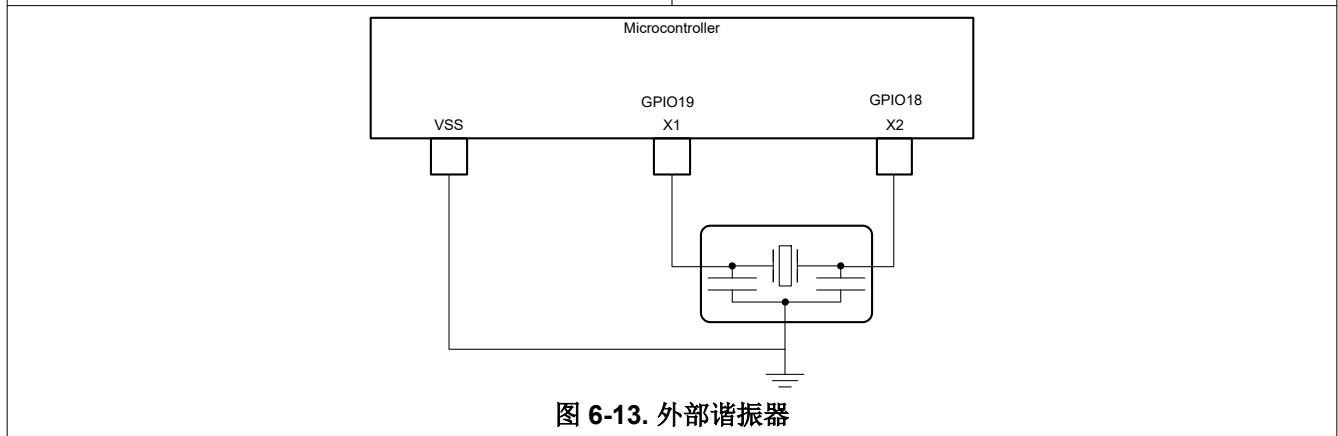 Microcontroller
GPIO19
GPIO18
VSS
X1
X2
图 6-13. 外部谐振器